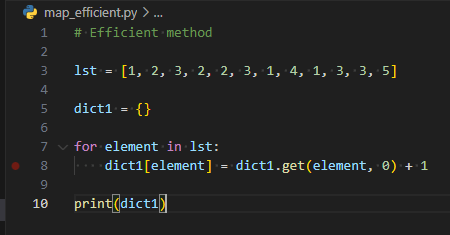 map_efficient.py > ...
1 # Efficient method
2
3 lst = [1, 2, 3, 2, 2, 3, 1, 4, 1, 3, 3, 5]
4
5 dict1 = {}
6
7 for element in lst:
8     dict1[element] = dict1.get(element, 0) + 1
9
10 print(dict1)